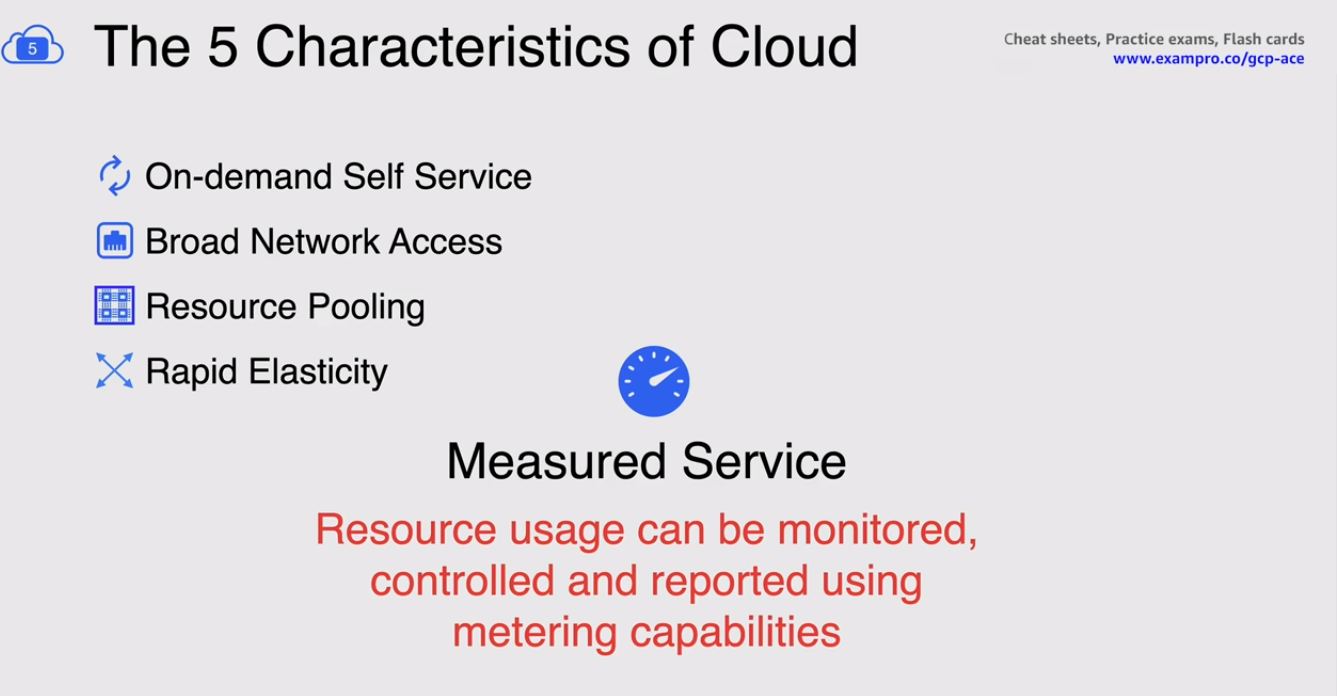 5
The 5 Characteristics of Cloud
Cheat sheets, Practice exams, Flash cards
www.exampro.co/gcp-ace
On-demand Self Service
Broad Network Access
Resource Pooling
Rapid Elasticity
Measured Service
Resource usage can be monitored,
controlled and reported using
metering capabilities